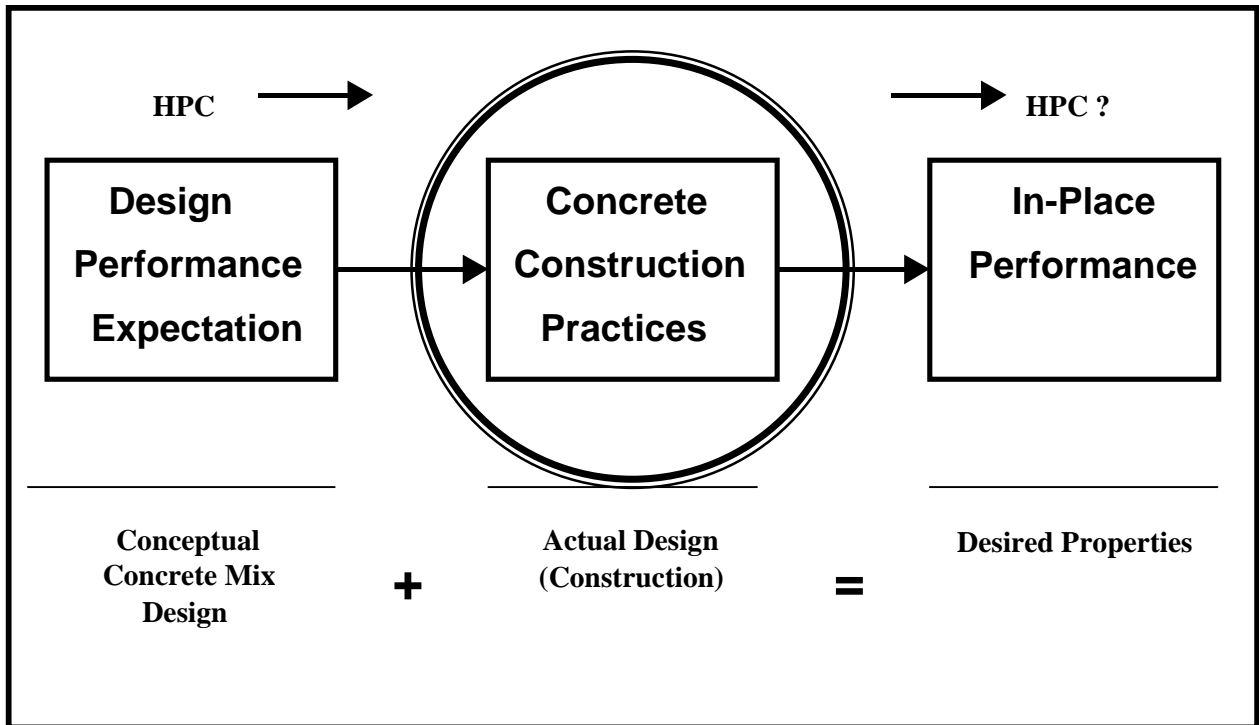 HPC
HPC ?
Design
Performance
Expectation
Concrete
Construction
Practices
In-Place
Performance
Conceptual
Concrete Mix
Design
+
Actual Design
(Construction)
=
Desired Properties